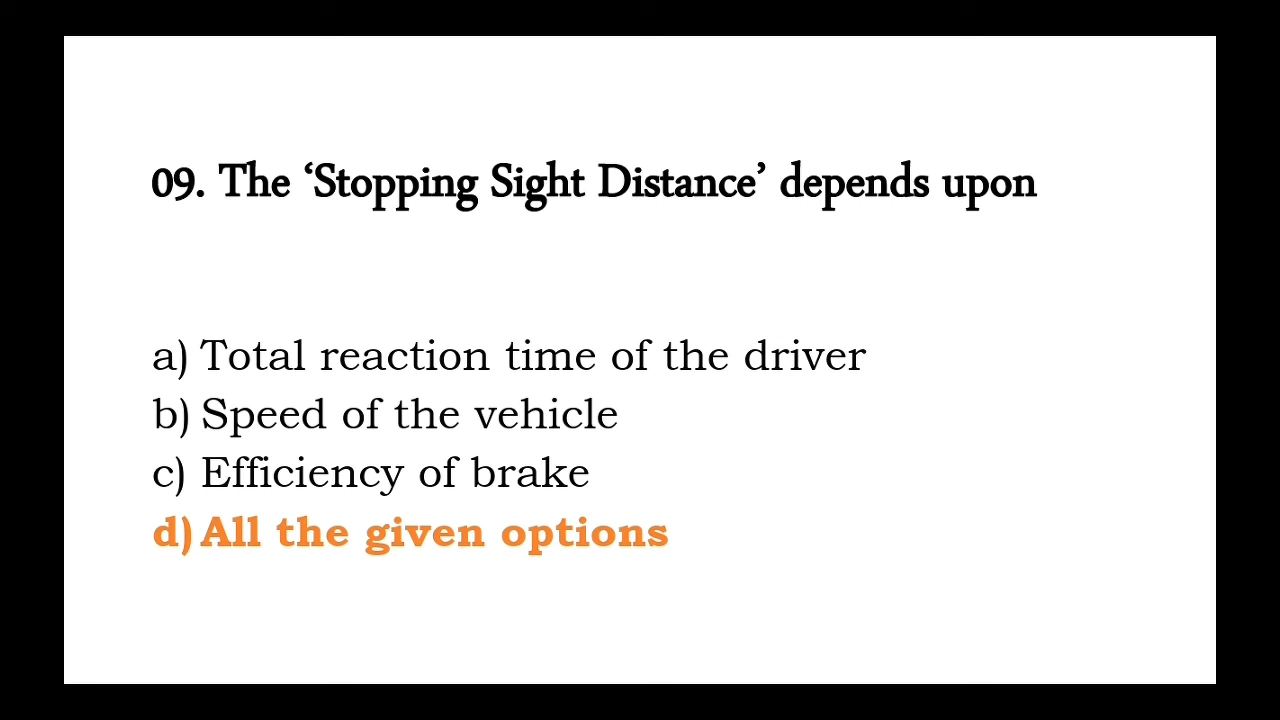 09. The ‘Stopping Sight Distance’ depends upon
a) Total reaction time of the driver
b) Speed of the vehicle
c) Efficiency of brake
d) All the given options